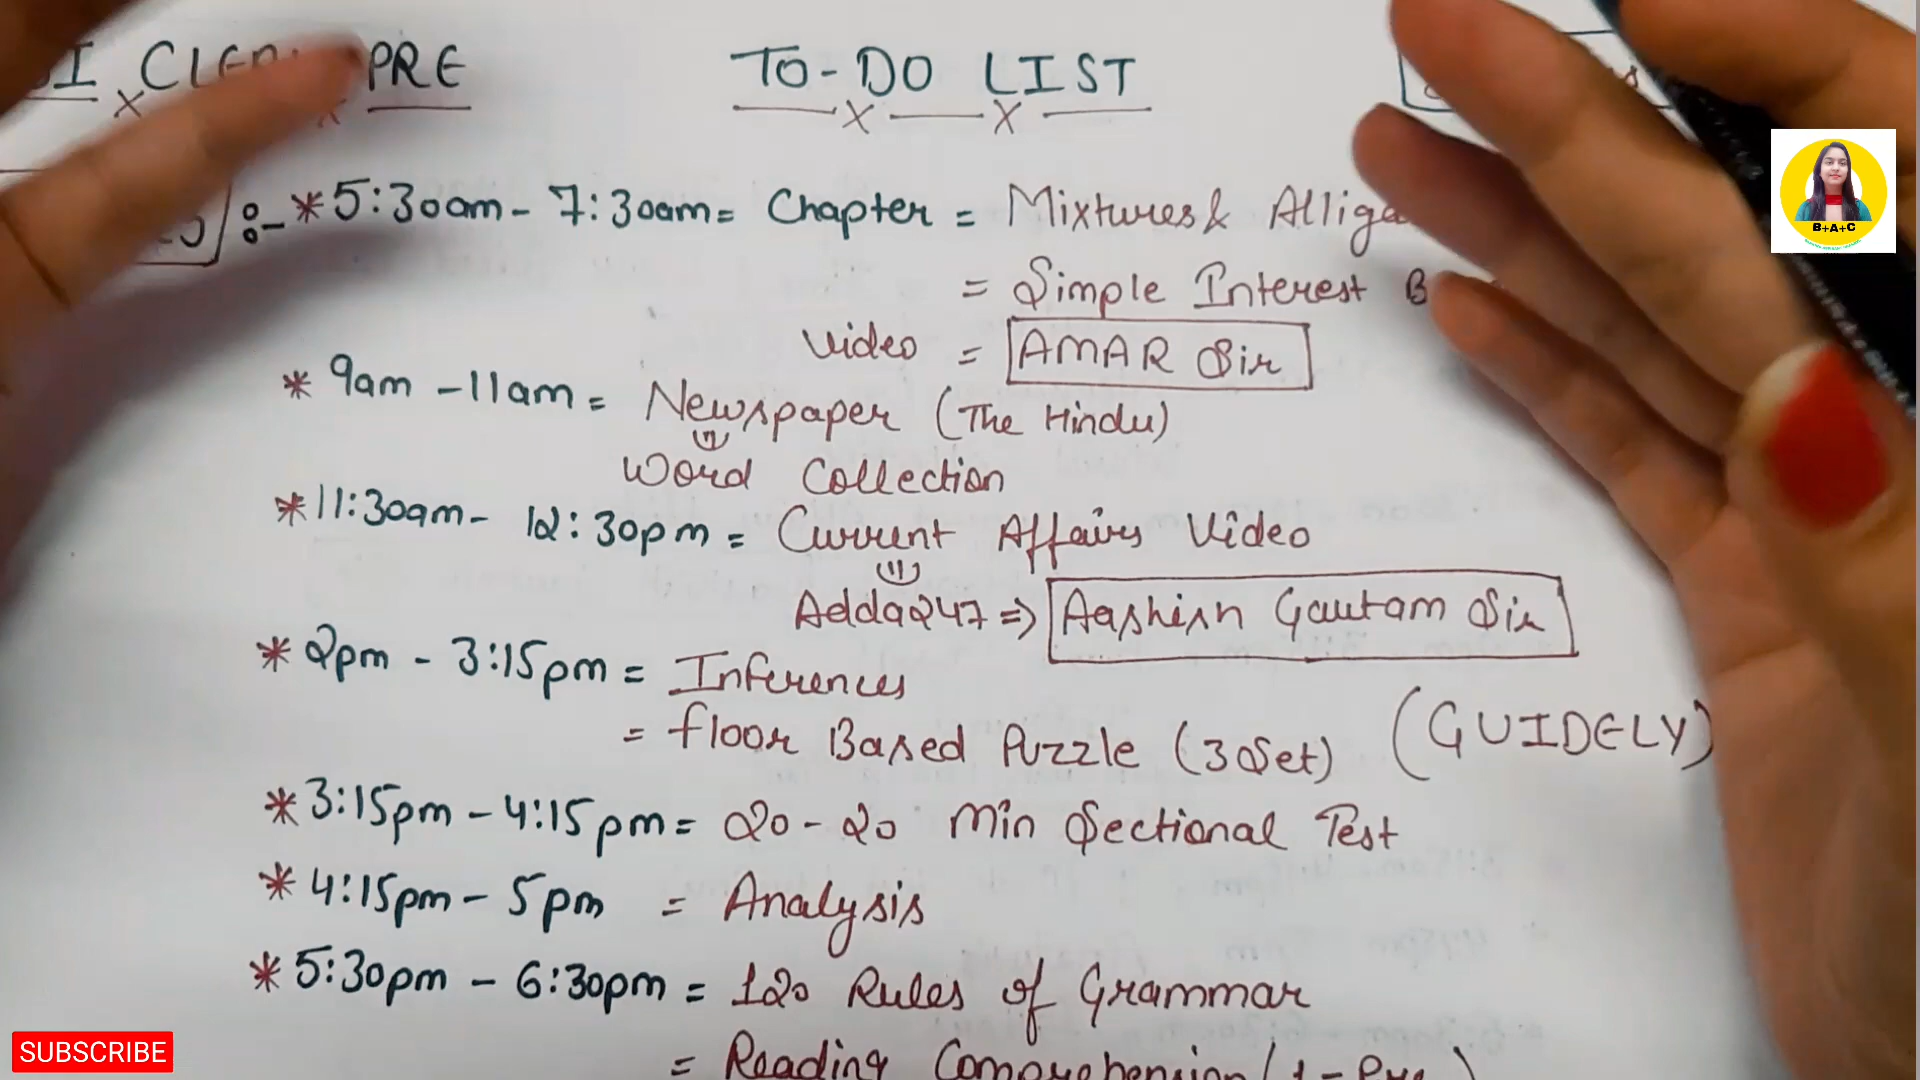 PRE
TO-DO LIST
:- *5:30am - 7:30am = Chapter = Mixtures &
= Simple Interest
Video = AMAR Sir
* 9am - 11am = Newspaper (The Hindu)
Word Collection
*11:30am - 12:30pm = Current Affairs Video
Adda247 => Aashish Gautam Sir
* 2pm - 3:15pm = Inferences
= floor Based Puzzle (3 Set) (GUIDELY)
*3:15pm - 4:15pm = 20-20 Min Sectional Test
*4:15pm - 5pm = Analysis
*5:30pm - 6:30pm = 120 Rules of Grammar
= Reading Comprehension
B+A+C
SUBSCRIBE